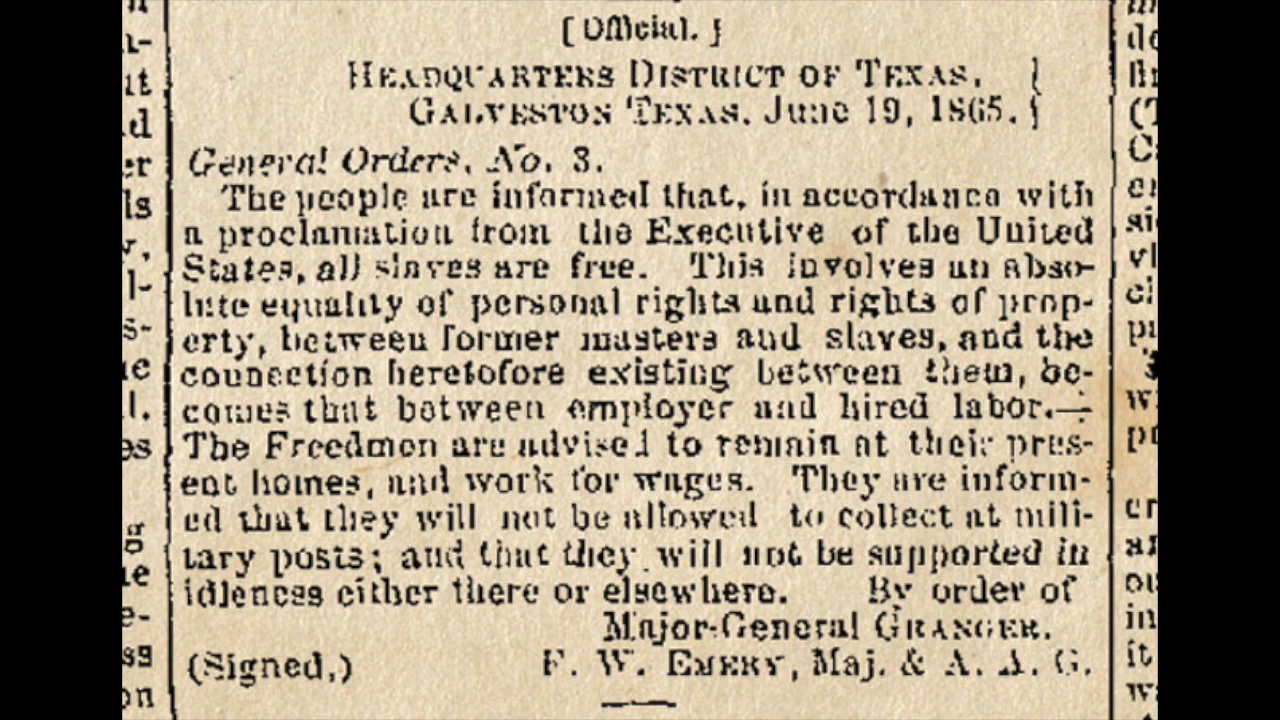 [Official.]
HEADQUARTERS DISTRICT OF TEXAS,
GALVESTON TEXAS, June 19, 1865.
General Orders, No. 3.
The people are informed that, in accordance with
a proclamation from the Executive of the United
States, all slaves are free. This involves an abso-
lute equality of personal rights and rights of prop-
erty, between former masters and slaves, and the
connection heretofore existing between them, be-
comes that between employer and hired labor.—
The Freedmen are advised to remain at their pres-
ent homes, and work for wages. They are inform-
ed that they will not be allowed to collect at mili-
tary posts; and that they will not be supported in
idleness either there or elsewhere. By order of
Major-General GRANGER.
(Signed,) F. W. EMERY, Maj. & A. A. G.